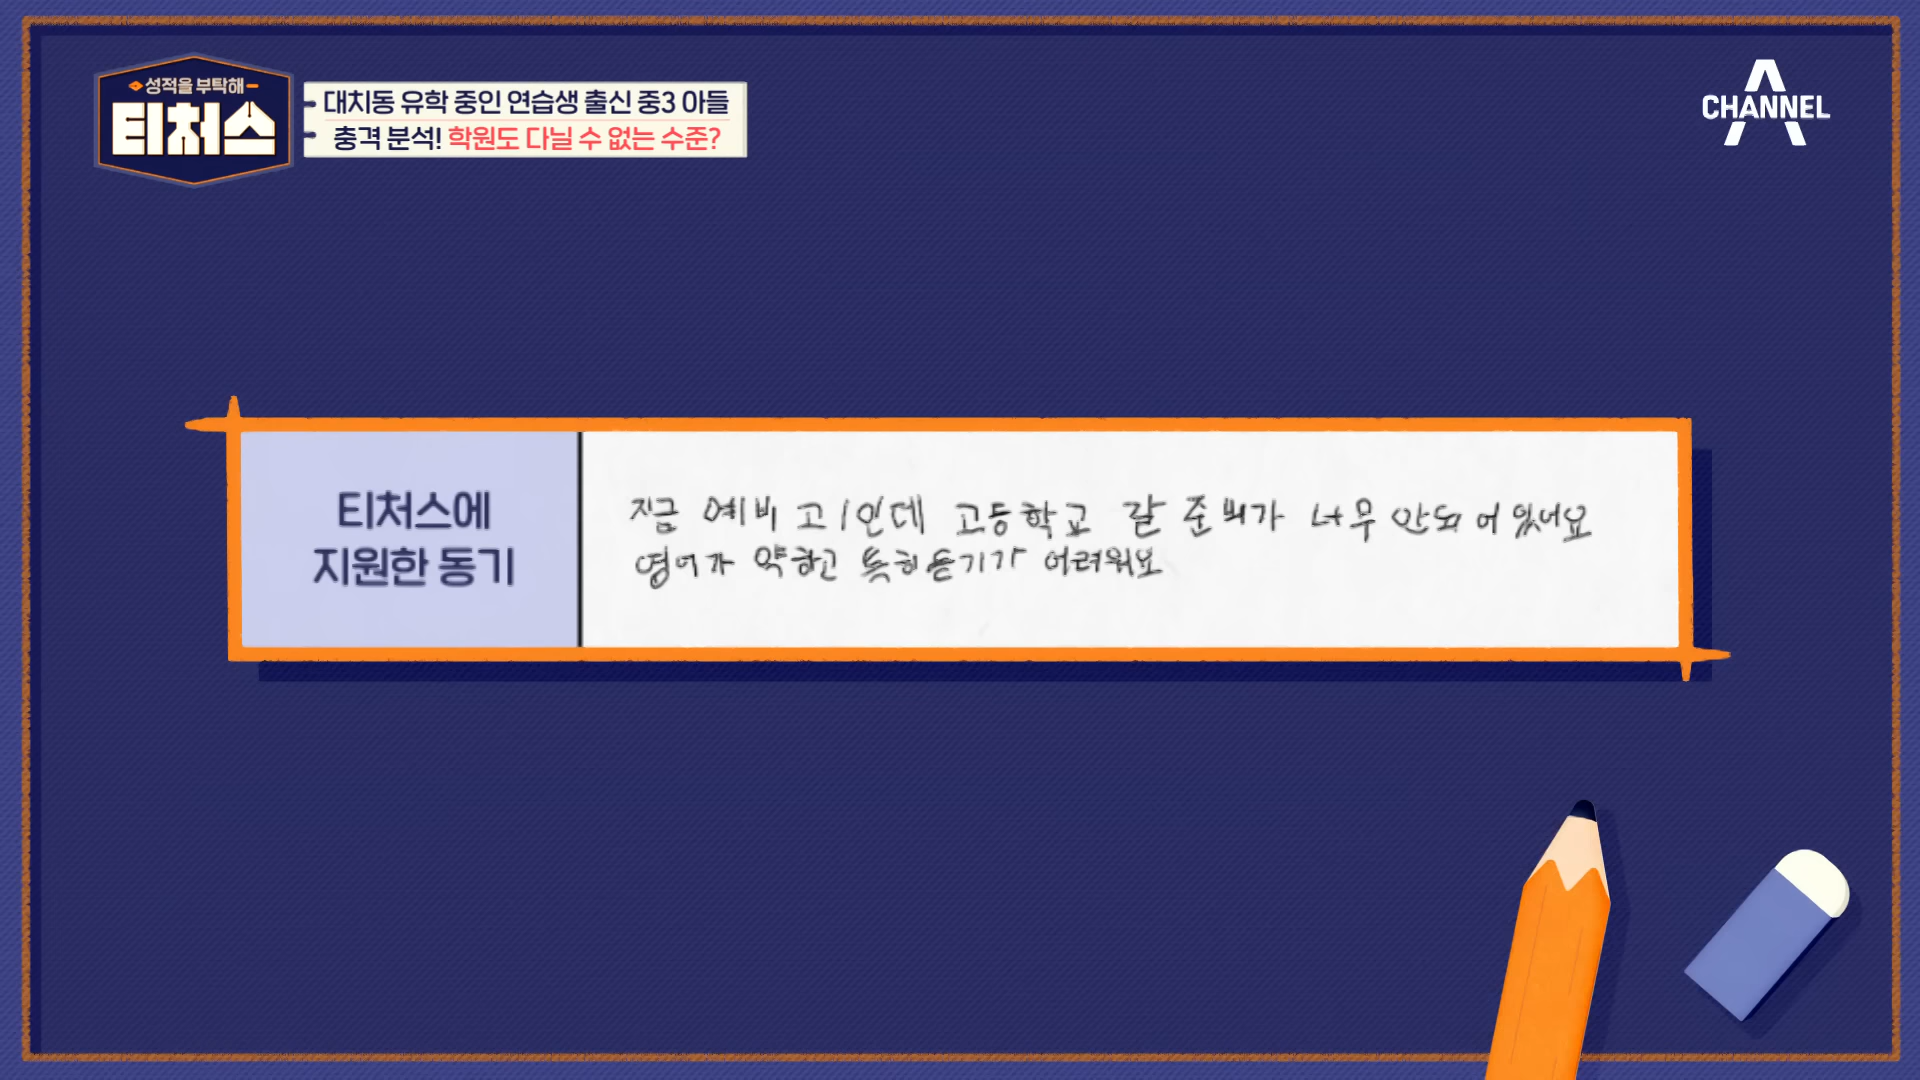 성적을 부탁해
티처스
대치동 유학 중인 연습생 출신 중3 아들
충격 분석! 학원도 다닐 수 없는 수준?
CHANNEL A
티처스에
지원한 동기
지금 예비 고1인데 고등학교 갈 준비가 너무 안되어 있어요
영어가 약하고 특히 듣기가 어려워요